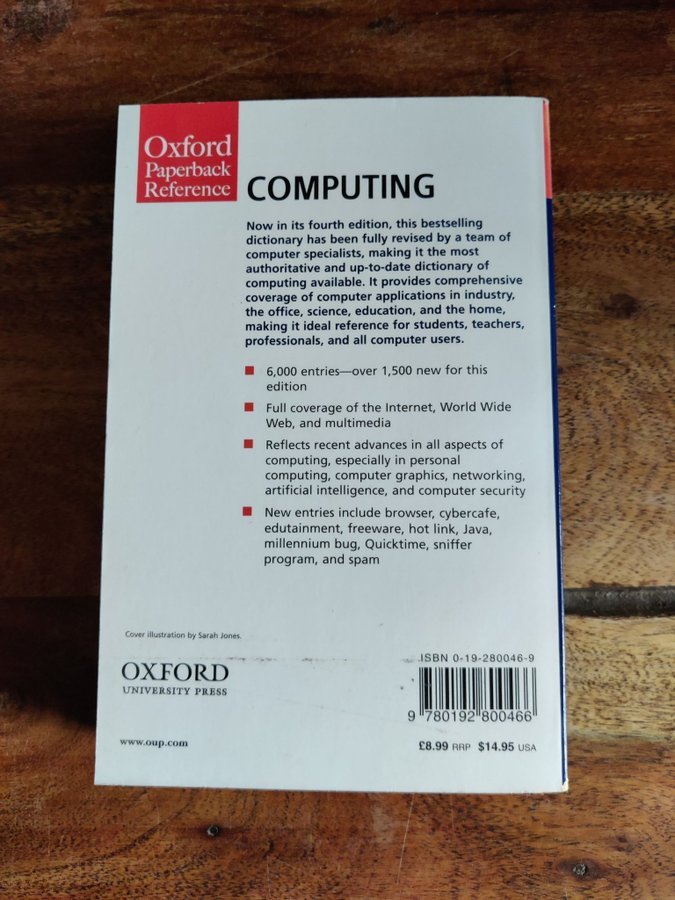 Oxford
Paperback
Reference
COMPUTING
Now in its fourth edition, this bestselling
dictionary has been fully revised by a team of
computer specialists, making it the most
authoritative and up-to-date dictionary of
computing available. It provides comprehensive
coverage of computer applications in industry,
the office, science, education, and the home,
making it ideal reference for students, teachers,
professionals, and all computer users.
6,000 entries—over 1,500 new for this
edition
Full coverage of the Internet, World Wide
Web, and multimedia
Reflects recent advances in all aspects of
computing, especially in personal
computing, computer graphics, networking,
artificial intelligence, and computer security
New entries include browser, cybercafe,
edutainment, freeware, hot link, Java,
millennium bug, Quicktime, sniffer
program, and spam
Cover illustration by Sarah Jones.
OXFORD
UNIVERSITY PRESS
www.oup.com
ISBN 0-19-280046-9
9 780192 800466
£8.99 RRP $14.95 USA